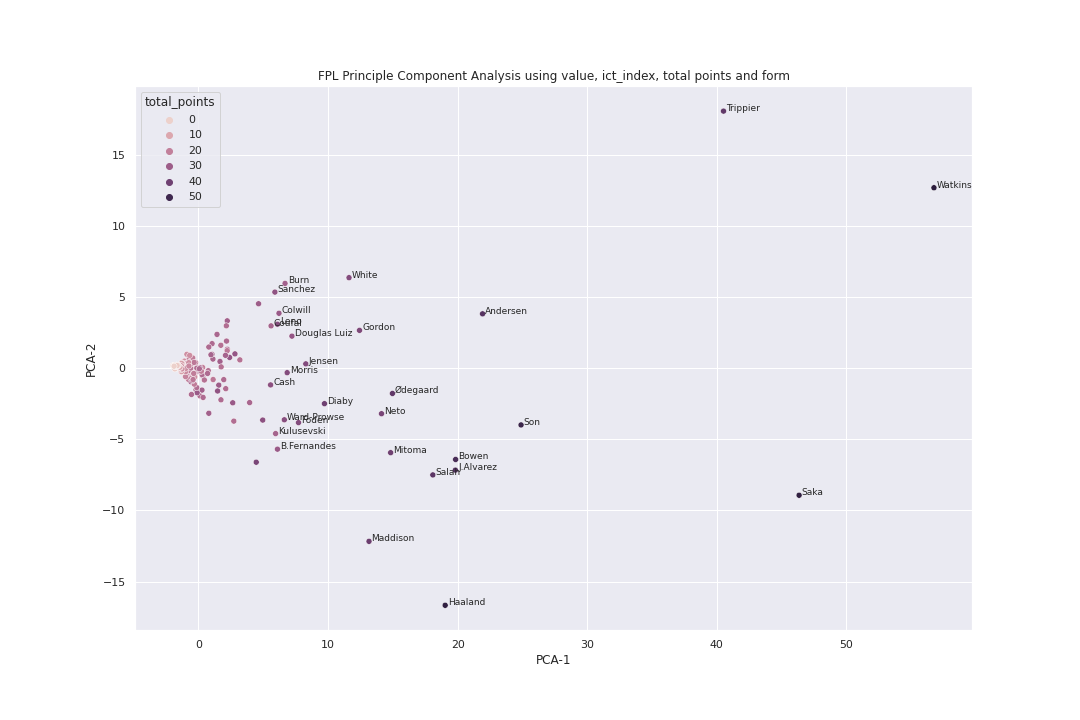 FPL Principle Component Analysis using value, ict_index, total points and form
total_points
0
10
20
30
40
50
Trippier
Watkins
White
Burn
Sanchez
Colwill
Andersen
Gordon
Douglas Luiz
Jensen
Morris
Cash
Ødegaard
Diaby
Neto
Ward-Prowse
Foden
Son
Kulusevski
B.Fernandes
Mitoma
Bowen
J.Alvarez
Salah
Saka
Maddison
Haaland
15
10
5
0
−5
−10
−15
PCA-2
0
10
20
30
40
50
PCA-1